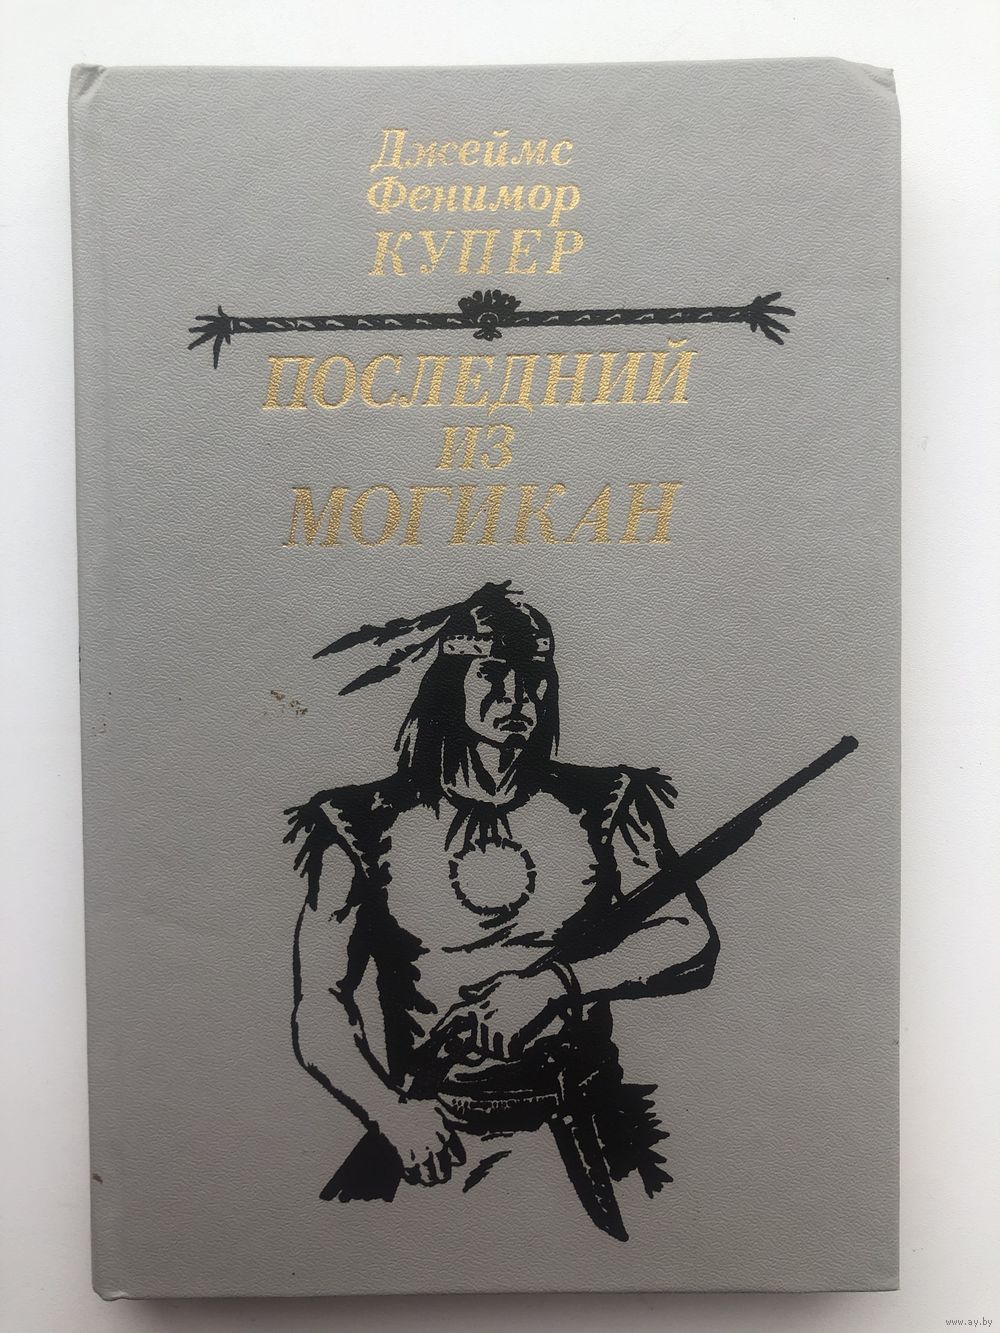 Джеймс
Фенимор
КУПЕР
ПОСЛЕДНИЙ
ИЗ
МОГИКАН
www.ay.by